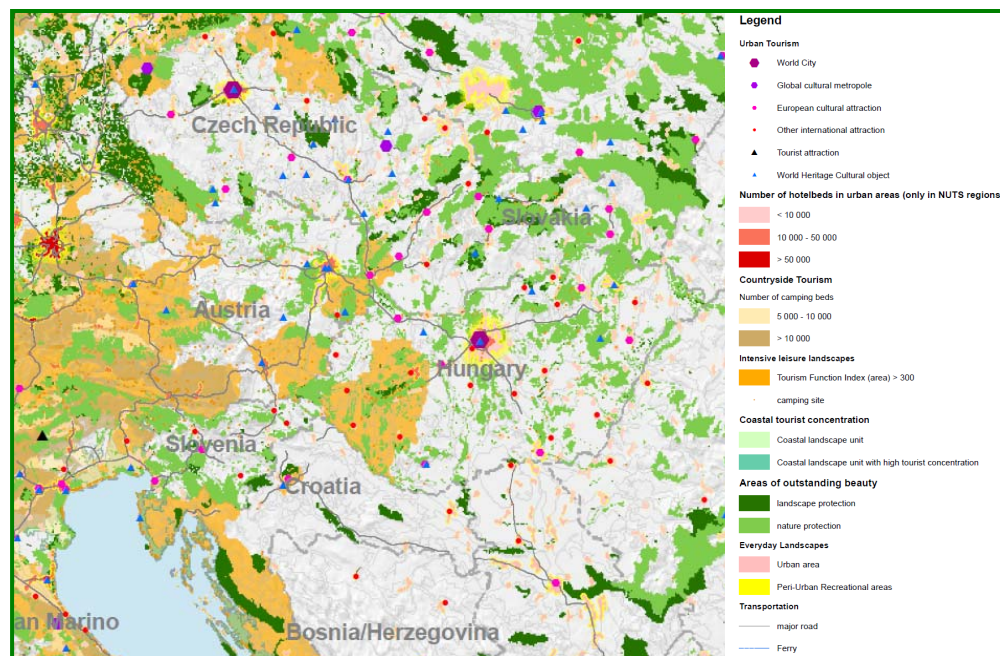 Czech Republic
Slovakia
Austria
Hungary
Slovenia
Croatia
an Marino
Bosnia/Herzegovina
Legend
Urban Tourism
World City
Global cultural metropole
European cultural attraction
Other international attraction
Tourist attraction
World Heritage Cultural object
Number of hotelbeds in urban areas (only in NUTS regions
< 10 000
10 000 - 50 000
> 50 000
Countryside Tourism
Number of camping beds
5 000 - 10 000
> 10 000
Intensive leisure landscapes
Tourism Function Index (area) > 300
camping site
Coastal tourist concentration
Coastal landscape unit
Coastal landscape unit with high tourist concentration
Areas of outstanding beauty
landscape protection
nature protection
Everyday Landscapes
Urban area
Peri-Urban Recreational areas
Transportation
major road
Ferry